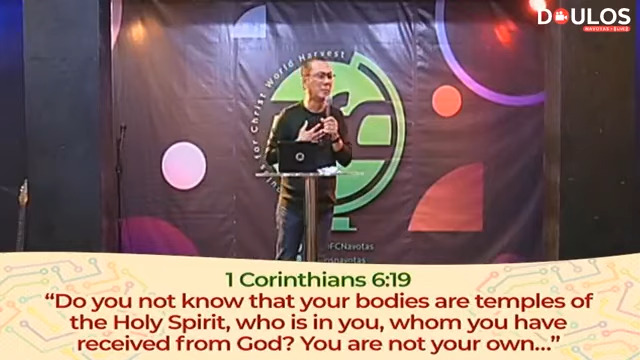 DOULOS
NAVOTAS • LIVE
for Christ World Harvest
FCNavotas
1 Corinthians 6:19
“Do you not know that your bodies are temples of
the Holy Spirit, who is in you, whom you have
received from God? You are not your own...”